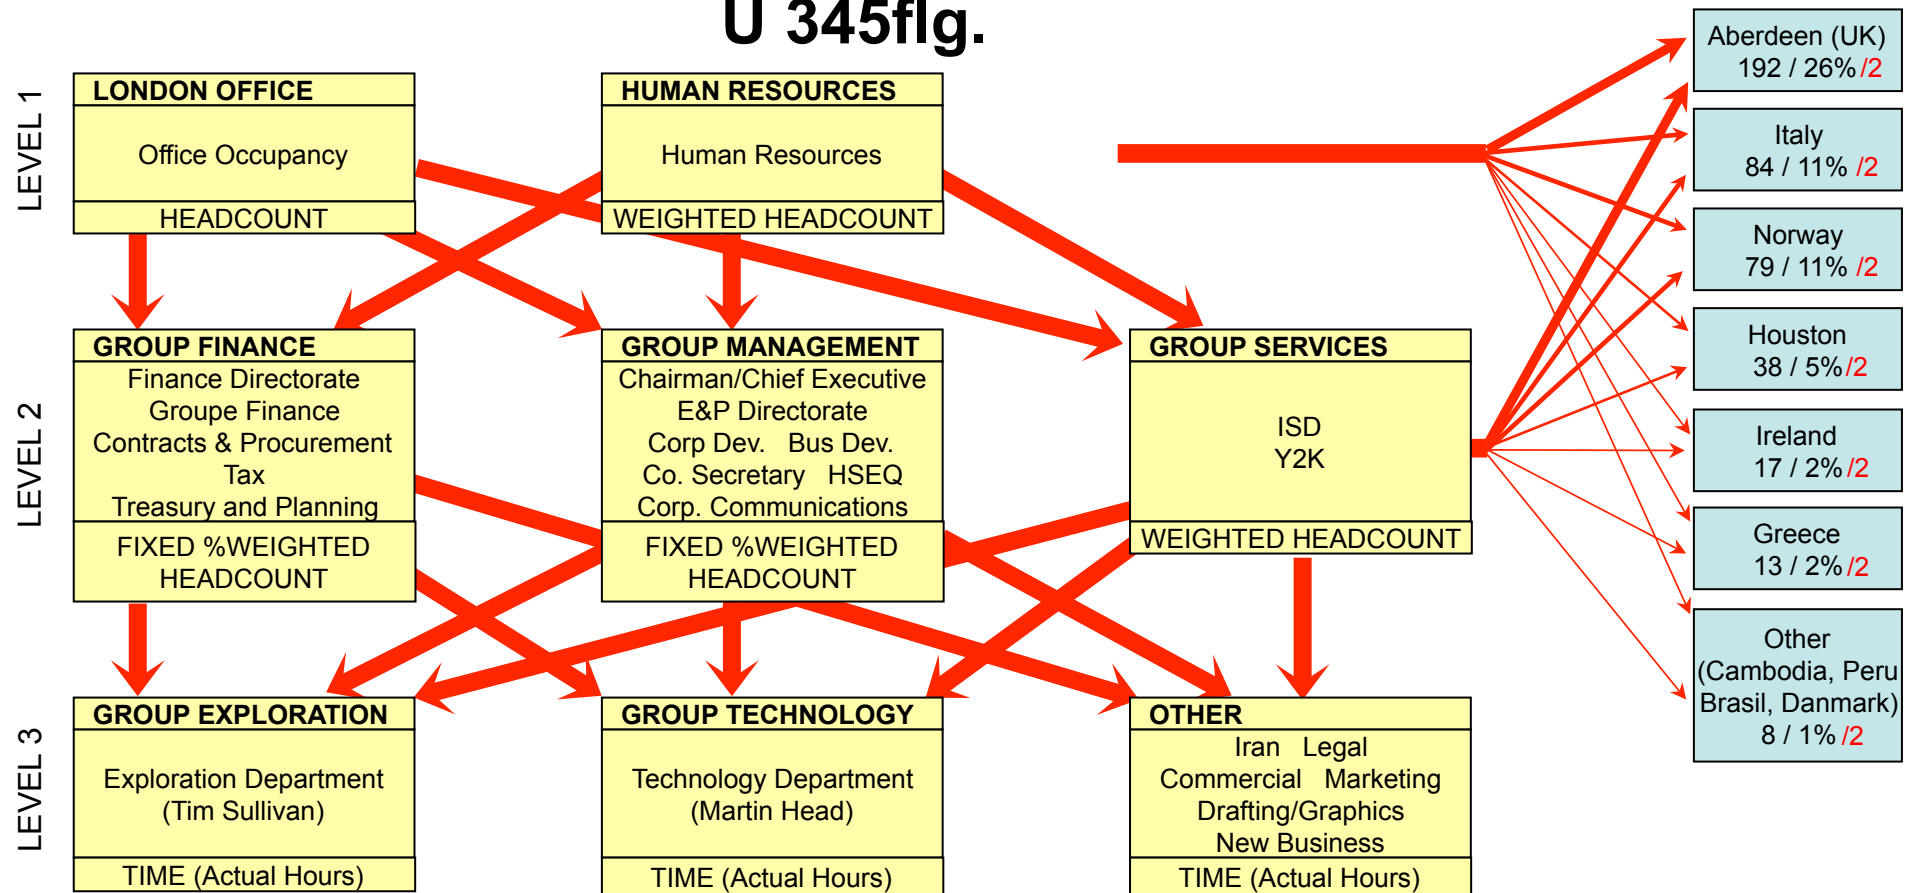 U 345flg.
LEVEL 1
LONDON OFFICE
Office Occupancy
HEADCOUNT
HUMAN RESOURCES
Human Resources
WEIGHTED HEADCOUNT
LEVEL 2
GROUP FINANCE
Finance Directorate
Groupe Finance
Contracts & Procurement
Tax
Treasury and Planning
FIXED %WEIGHTED
HEADCOUNT
GROUP MANAGEMENT
Chairman/Chief Executive
E&P Directorate
Corp Dev. Bus Dev.
Co. Secretary HSEQ
Corp. Communications
FIXED %WEIGHTED
HEADCOUNT
GROUP SERVICES
ISD
Y2K
WEIGHTED HEADCOUNT
LEVEL 3
GROUP EXPLORATION
Exploration Department
(Tim Sullivan)
TIME (Actual Hours)
GROUP TECHNOLOGY
Technology Department
(Martin Head)
TIME (Actual Hours)
OTHER
Iran Legal
Commercial Marketing
Drafting/Graphics
New Business
TIME (Actual Hours)
Aberdeen (UK)
192 / 26% /2
Italy
84 / 11% /2
Norway
79 / 11% /2
Houston
38 / 5% /2
Ireland
17 / 2% /2
Greece
13 / 2% /2
Other
(Cambodia, Peru
Brasil, Danmark)
8 / 1% /2